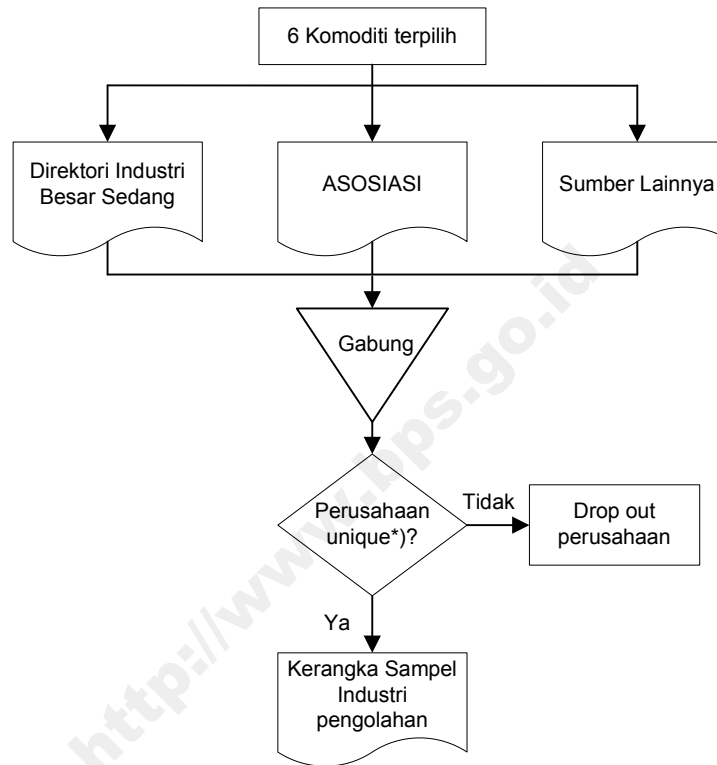 6 Komoditi terpilih
Direktori Industri
Besar Sedang
ASOSIASI
Sumber Lainnya
Gabung
Perusahaan
unique*)?
Tidak
Drop out
perusahaan
Ya
Kerangka Sampel
Industri
pengolahan
http://www.bps.go.id